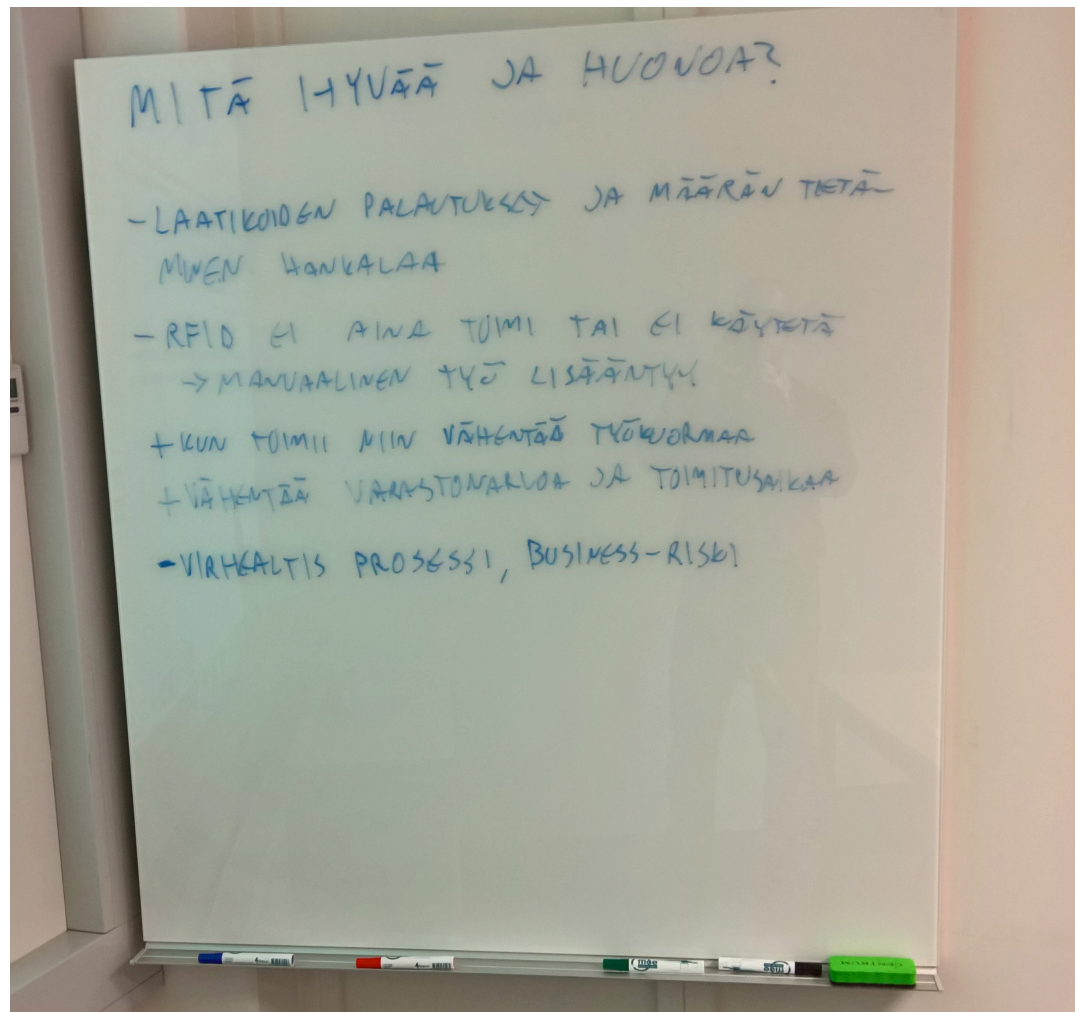 MITÄ HYVÄÄ JA HUONOA?
- LAATIKOIDEN PALAUTUKSET JA MÄÄRÄN TIETÄ-
MINEN HANKALAA
- RFID EI AINA TOIMI TAI EI KÄYTETÄ
→ MANUAALINEN TYÖ LISÄÄNTYY
+ KUN TOIMII NIIN VÄHENTÄÄ TYÖKUORMAA
+ VÄHENTÄÄ VARASTONARVOA JA TOIMITUSAIKAA
- VIRHEALTIS PROSESSI, BUSINESS-RISKI
CENTRUM